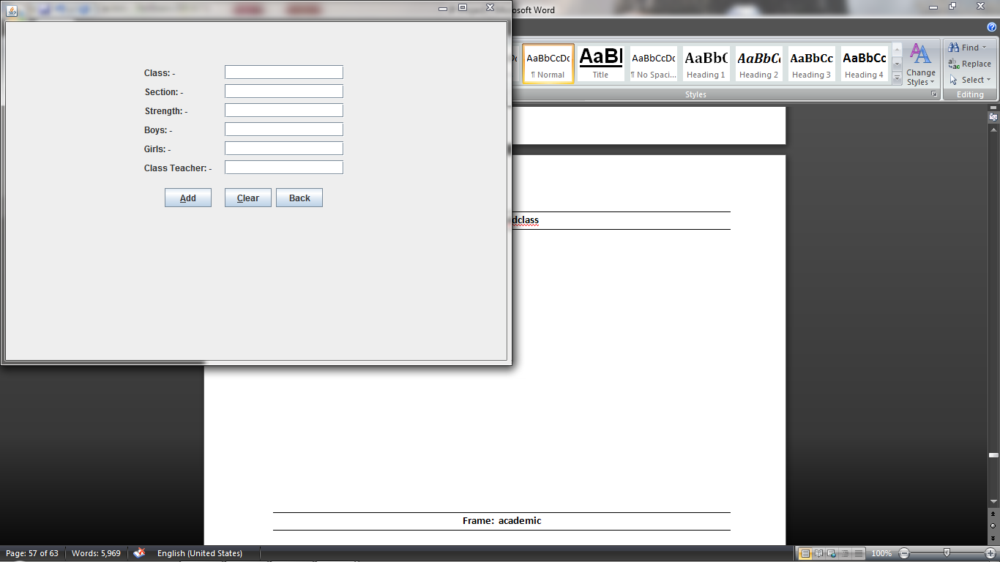 osoft Word
Class: -
Section: -
Strength: -
Boys: -
Girls: -
Class Teacher: -
Add Clear Back
AaBbCcDc AaBl AaBbCcDc AaBbC AaBbCc AaBbCc AaBbCc
¶ Normal Title ¶ No Spaci... Heading 1 Heading 2 Heading 3 Heading 4
Change Styles
Styles
Find
Replace
Select
Editing
dclass
Frame: academic
Page: 57 of 63 Words: 5,969 English (United States) 100%